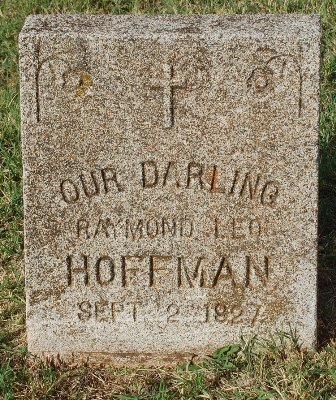 OUR DARLING
RAYMOND LEO
HOFFMAN
SEPT 2 1927